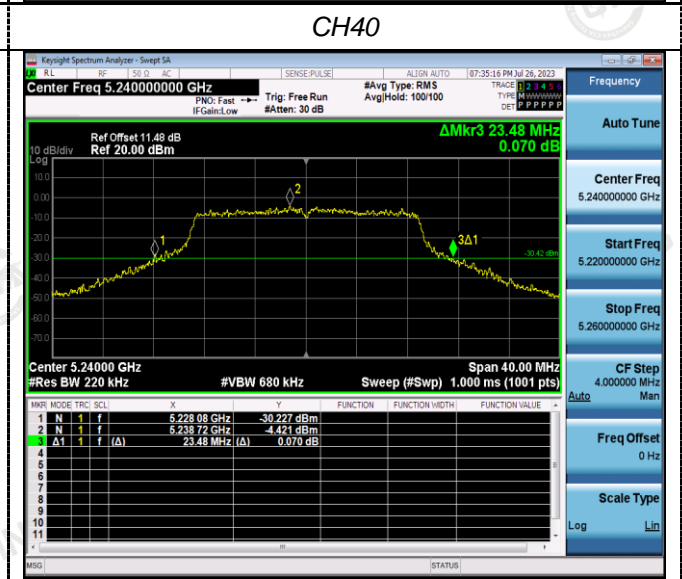 CH40
Keysight Spectrum Analyzer - Swept SA
RL RF 50 Ω AC SENSE:PULSE ALIGN AUTO 07:35:16 PM Jul 26, 2023
Center Freq 5.240000000 GHz #Avg Type: RMS TRACE 1 2 3 4 5 6
PNO: Fast Trig: Free Run Avg|Hold: 100/100 TYPE M WWWWW
IFGain:Low #Atten: 30 dB DET P P P P P P
Frequency
Auto Tune
Center Freq
5.240000000 GHz
Start Freq
5.220000000 GHz
Stop Freq
5.260000000 GHz
CF Step
4.000000 MHz
Auto Man
Freq Offset
0 Hz
Scale Type
Log Lin
Ref Offset 11.48 dB ΔMkr3 23.48 MHz
10 dB/div Ref 20.00 dBm 0.070 dB
Log
10.0
0.00
-10.0
-20.0
-30.0
-40.0
-50.0
-60.0
-70.0
1
2
3Δ1
-30.42 dBm
Center 5.24000 GHz Span 40.00 MHz
#Res BW 220 kHz #VBW 680 kHz Sweep (#Swp) 1.000 ms (1001 pts)
MKR MODE TRC SCL X Y FUNCTION FUNCTION WIDTH FUNCTION VALUE
1 N 1 f 5.228 08 GHz -30.227 dBm
2 N 1 f 5.238 72 GHz -4.421 dBm
3 Δ1 1 f (Δ) 23.48 MHz (Δ) 0.070 dB
4
5
6
7
8
9
10
11
MSG STATUS